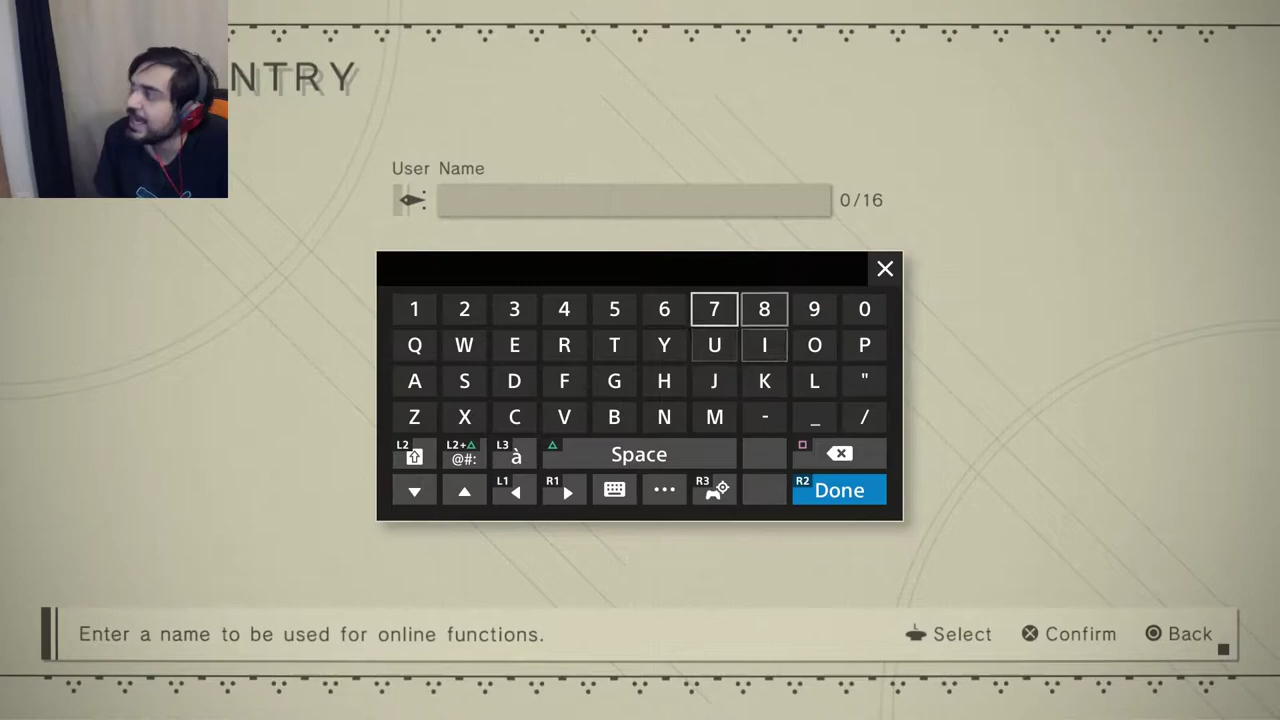 NTRY
User Name
0/16
1 2 3 4 5 6 7 8 9 0
Q W E R T Y U I O P
A S D F G H J K L "
Z X C V B N M - _ /
L2 L2+△ @#: L3 à △ Space □
L1 R1 ... R3 R2 Done
Enter a name to be used for online functions.
Select Confirm Back